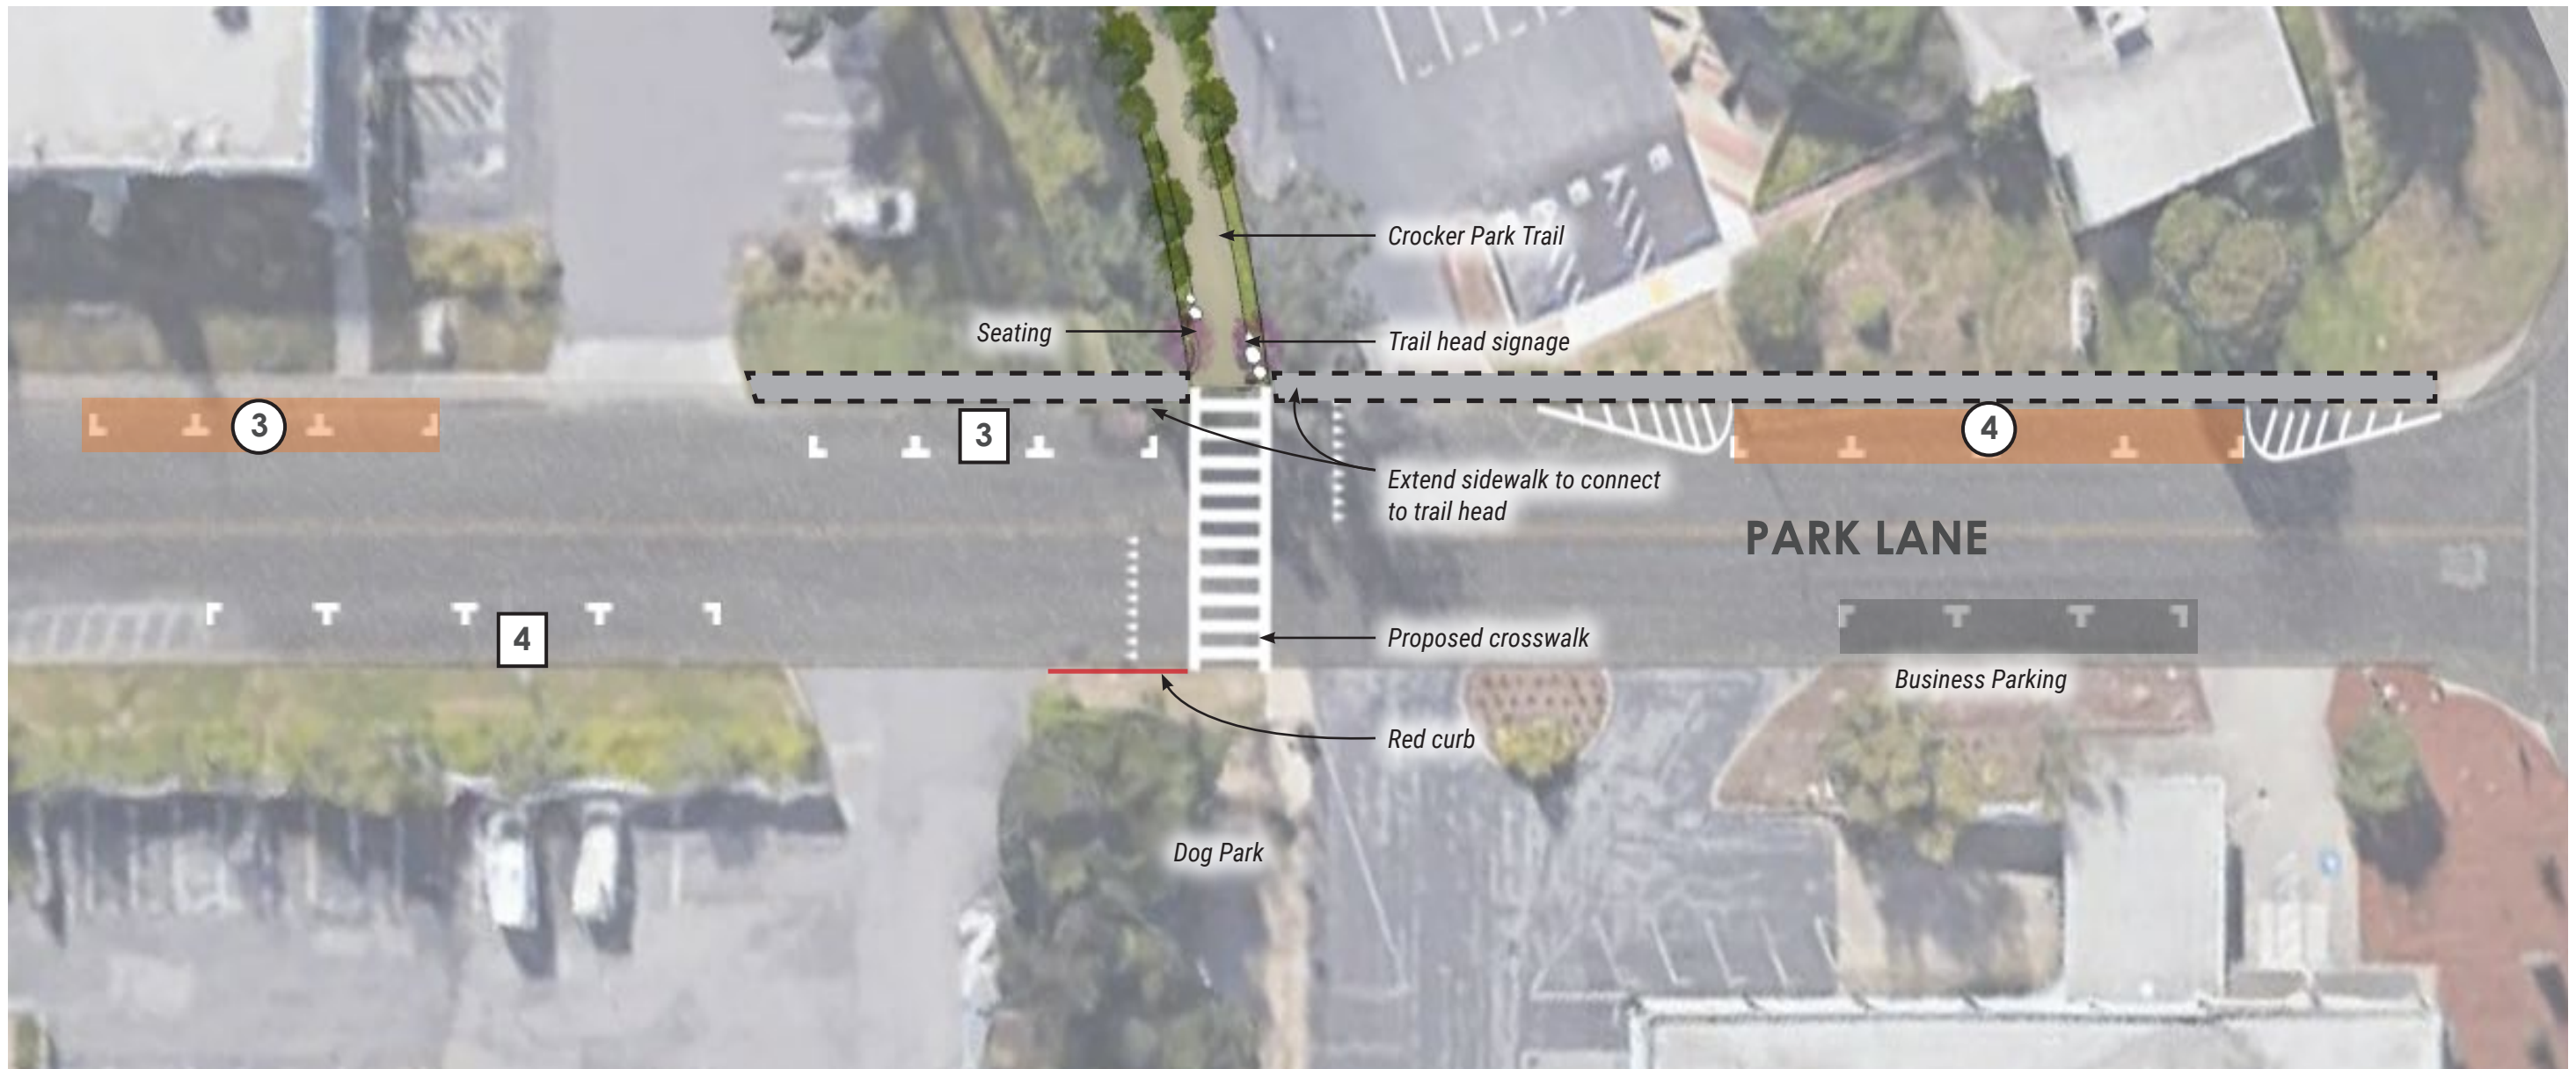 Crocker Park Trail
Seating
Trail head signage
3
3
4
Extend sidewalk to connect
to trail head
PARK LANE
4
Proposed crosswalk
Business Parking
Red curb
Dog Park